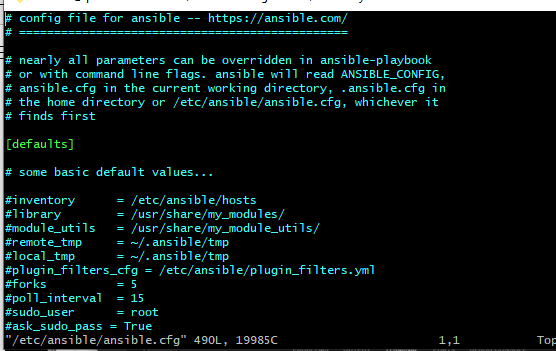 # config file for ansible -- https://ansible.com/
# ===============================================

# nearly all parameters can be overridden in ansible-playbook
# or with command line flags. ansible will read ANSIBLE_CONFIG,
# ansible.cfg in the current working directory, .ansible.cfg in
# the home directory or /etc/ansible/ansible.cfg, whichever it
# finds first

[defaults]

# some basic default values...

#inventory      = /etc/ansible/hosts
#library        = /usr/share/my_modules/
#module_utils   = /usr/share/my_module_utils/
#remote_tmp     = ~/.ansible/tmp
#local_tmp      = ~/.ansible/tmp
#plugin_filters_cfg = /etc/ansible/plugin_filters.yml
#forks          = 5
#poll_interval  = 15
#sudo_user      = root
#ask_sudo_pass = True
"/etc/ansible/ansible.cfg" 490L, 19985C 1,1 Top